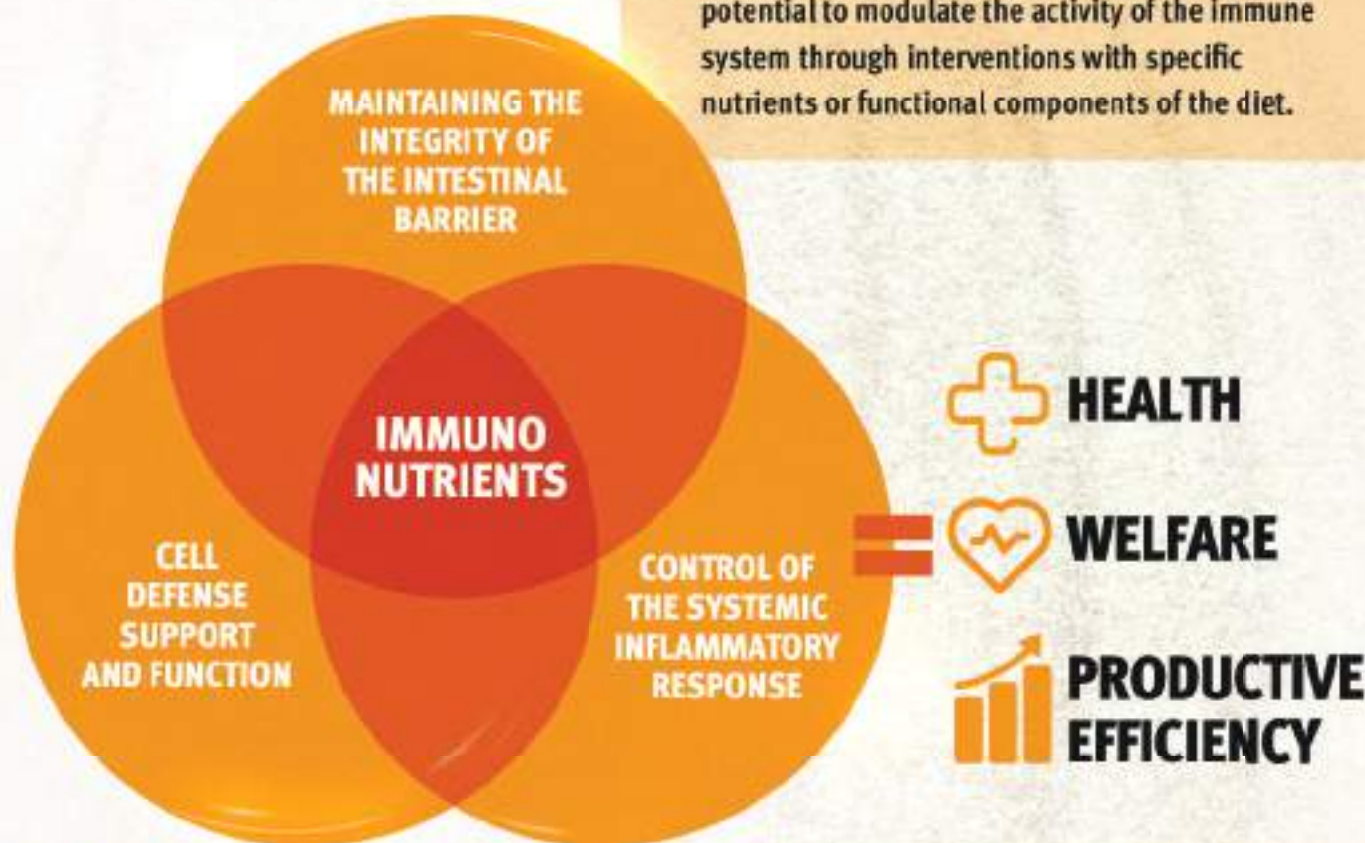 potential to modulate the activity of the immune
system through interventions with specific
nutrients or functional components of the diet.
MAINTAINING THE
INTEGRITY OF
THE INTESTINAL
BARRIER
IMMUNO
NUTRIENTS
CELL
DEFENSE
SUPPORT
AND FUNCTION
CONTROL OF
THE SYSTEMIC
INFLAMMATORY
RESPONSE
=
HEALTH
WELFARE
PRODUCTIVE
EFFICIENCY